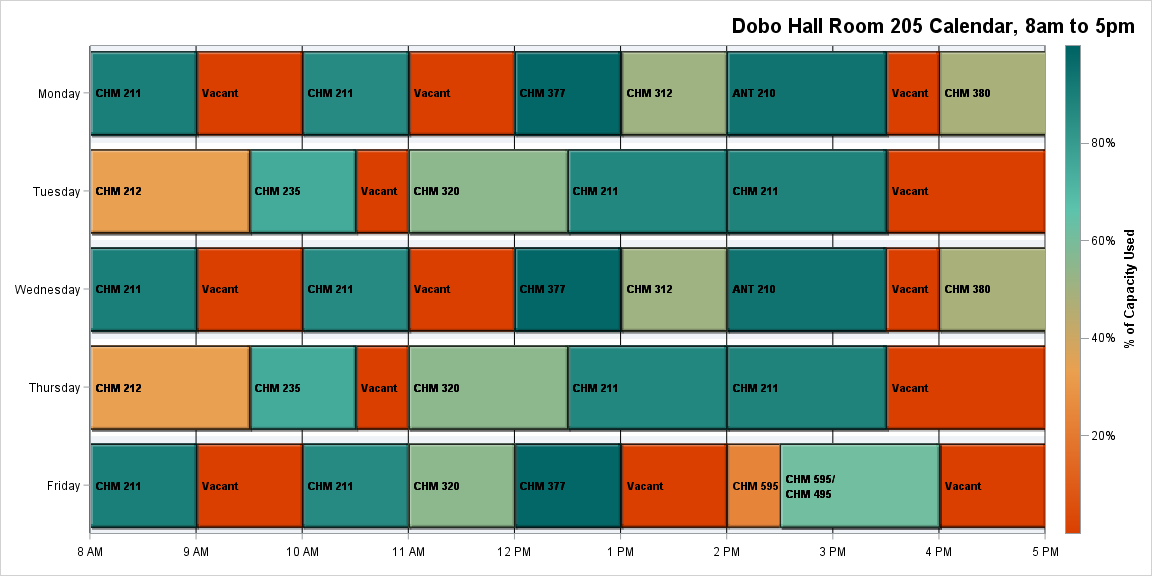 Dobo Hall Room 205 Calendar, 8am to 5pm
Monday CHM 211 Vacant CHM 211 Vacant CHM 377 CHM 312 ANT 210 Vacant CHM 380
80%
Tuesday CHM 212 CHM 235 Vacant CHM 320 CHM 211 CHM 211 Vacant
60%
% of Capacity Used
Wednesday CHM 211 Vacant CHM 211 Vacant CHM 377 CHM 312 ANT 210 Vacant CHM 380
40%
Thursday CHM 212 CHM 235 Vacant CHM 320 CHM 211 CHM 211 Vacant
20%
Friday CHM 211 Vacant CHM 211 CHM 320 CHM 377 Vacant CHM 595 CHM 595/ Vacant
CHM 495
8 AM 9 AM 10 AM 11 AM 12 PM 1 PM 2 PM 3 PM 4 PM 5 PM